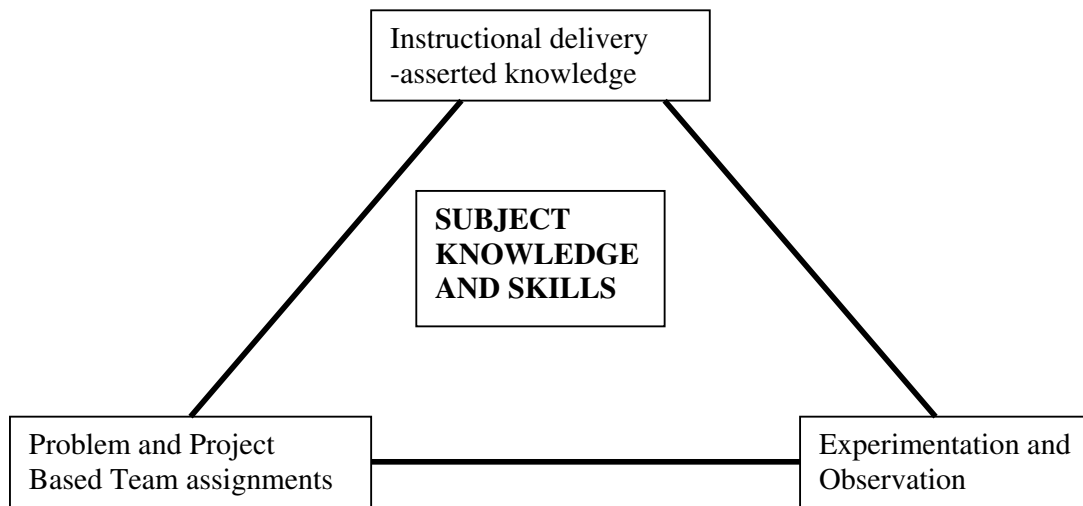 Instructional delivery
-asserted knowledge
SUBJECT
KNOWLEDGE
AND SKILLS
Problem and Project
Based Team assignments
Experimentation and
Observation